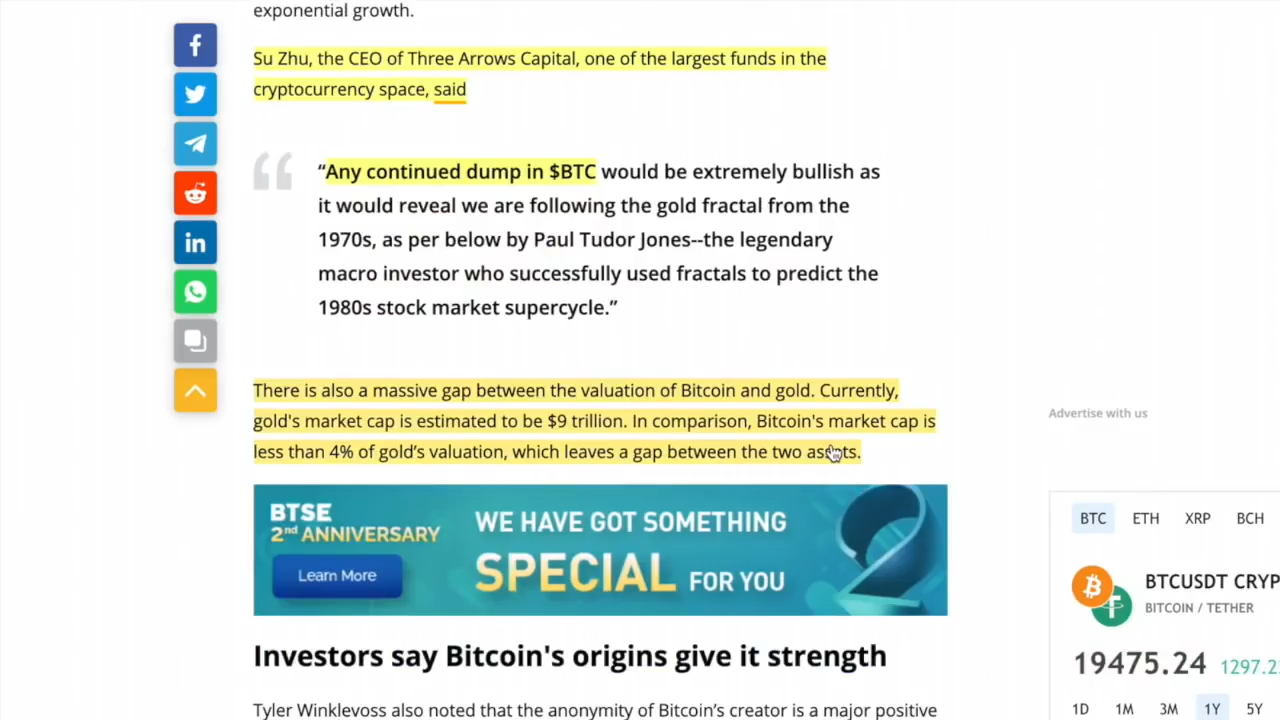 exponential growth.
Su Zhu, the CEO of Three Arrows Capital, one of the largest funds in the
cryptocurrency space, said
“Any continued dump in $BTC would be extremely bullish as
it would reveal we are following the gold fractal from the
1970s, as per below by Paul Tudor Jones--the legendary
macro investor who successfully used fractals to predict the
1980s stock market supercycle.”
There is also a massive gap between the valuation of Bitcoin and gold. Currently,
gold's market cap is estimated to be $9 trillion. In comparison, Bitcoin's market cap is
less than 4% of gold’s valuation, which leaves a gap between the two assets.
Advertise with us
BTSE
2nd ANNIVERSARY
Learn More
WE HAVE GOT SOMETHING
SPECIAL FOR YOU
BTC ETH XRP BCH
BTCUSDT CRYP
BITCOIN / TETHER
19475.24 1297.2
1D 1M 3M 1Y 5Y
Investors say Bitcoin's origins give it strength
Tyler Winklevoss also noted that the anonymity of Bitcoin’s creator is a major positive